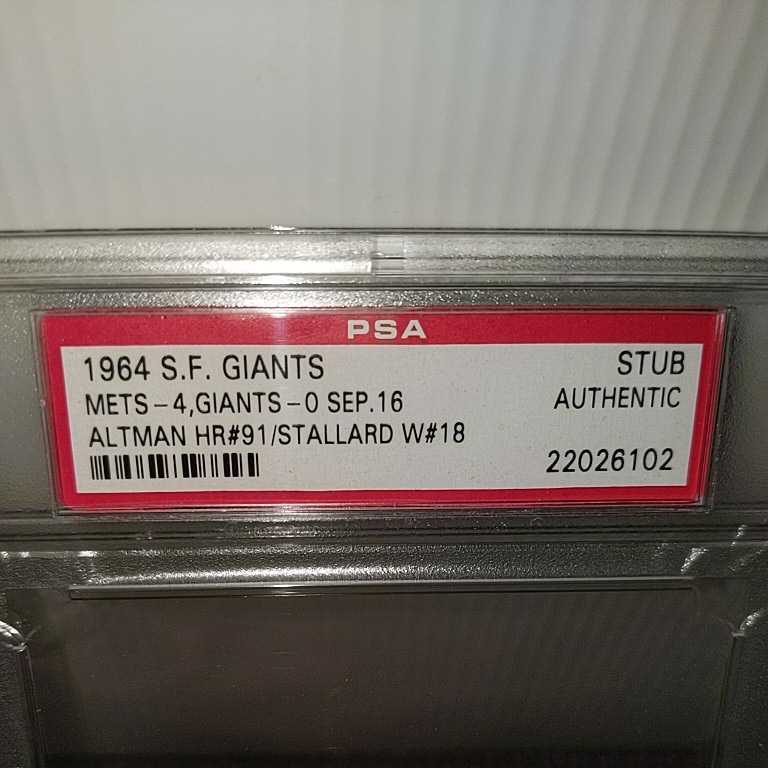 PSA
1964 S.F. GIANTS STUB
METS-4,GIANTS-0 SEP.16 AUTHENTIC
ALTMAN HR#91/STALLARD W#18
22026102